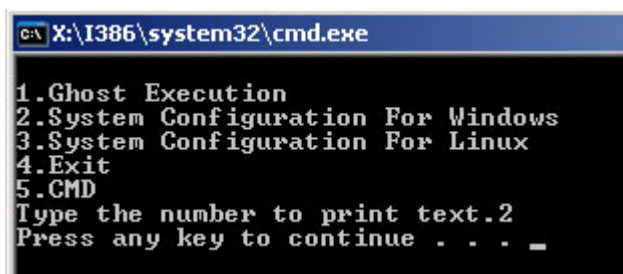 X:\I386\system32\cmd.exe
1.Ghost Execution
2.System Configuration For Windows
3.System Configuration For Linux
4.Exit
5.CMD
Type the number to print text.2
Press any key to continue . . . _